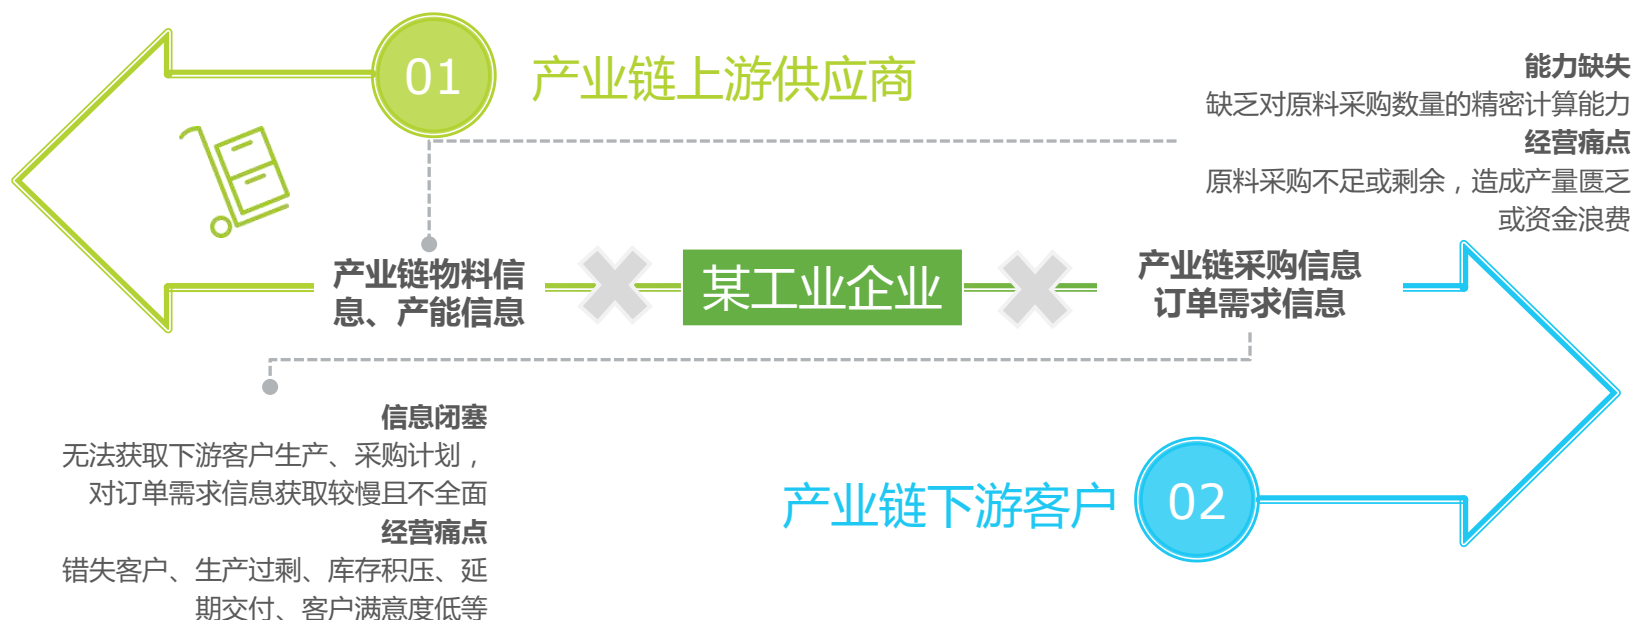 01
产业链上游供应商
能力缺失
缺乏对原料采购数量的精密计算能力
经营痛点
原料采购不足或剩余，造成产量匮乏
或资金浪费
产业链物料信
息、产能信息
某工业企业
产业链采购信息
订单需求信息
信息闭塞
无法获取下游客户生产、采购计划，
对订单需求信息获取较慢且不全面
经营痛点
错失客户、生产过剩、库存积压、延
期交付、客户满意度低等
产业链下游客户
02